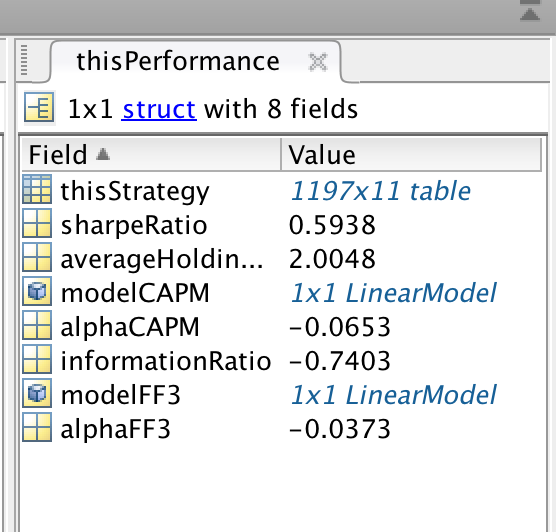 thisPerformance
1x1 struct with 8 fields
Field Value
thisStrategy 1197x11 table
sharpeRatio 0.5938
averageHoldin... 2.0048
modelCAPM 1x1 LinearModel
alphaCAPM -0.0653
informationRatio -0.7403
modelFF3 1x1 LinearModel
alphaFF3 -0.0373